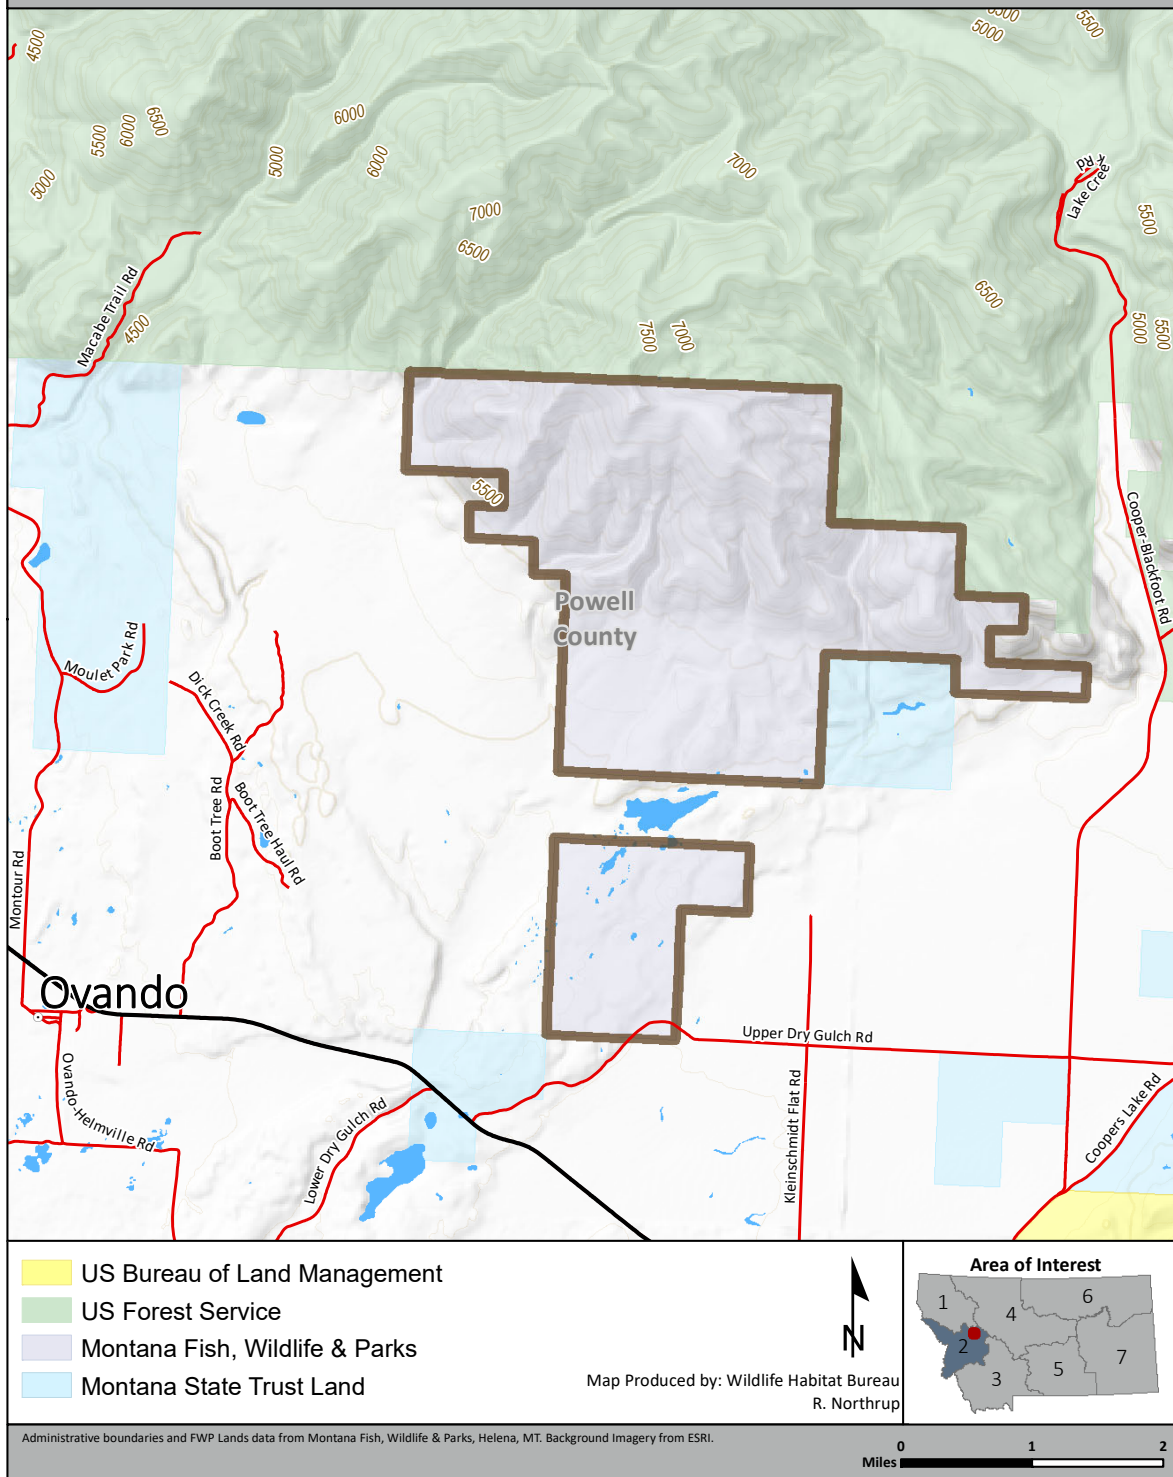 4500
5500
5000
5500
6500
6000
5500
6000
5000
6000
7000
5000
Lake Creek Rd
5500
7000
6500
6500
Macabe Trail Rd
4500
7500
7000
5000
5500
5500
Cooper-Blackfoot Rd
Powell
County
Moulet Park Rd
Dick Creek Rd
Boot Tree Rd
Boot Tree Haul Rd
Montour Rd
Ovando
Upper Dry Gulch Rd
Ovando-Helmville Rd
Lower Dry Gulch Rd
Kleinschmidt Flat Rd
Coopers Lake Rd
US Bureau of Land Management
US Forest Service
Montana Fish, Wildlife & Parks
Montana State Trust Land
N
Map Produced by: Wildlife Habitat Bureau
R. Northrup
Area of Interest
1
4
6
2
3
5
7
Administrative boundaries and FWP Lands data from Montana Fish, Wildlife & Parks, Helena, MT. Background Imagery from ESRI.
0 1 2
Miles